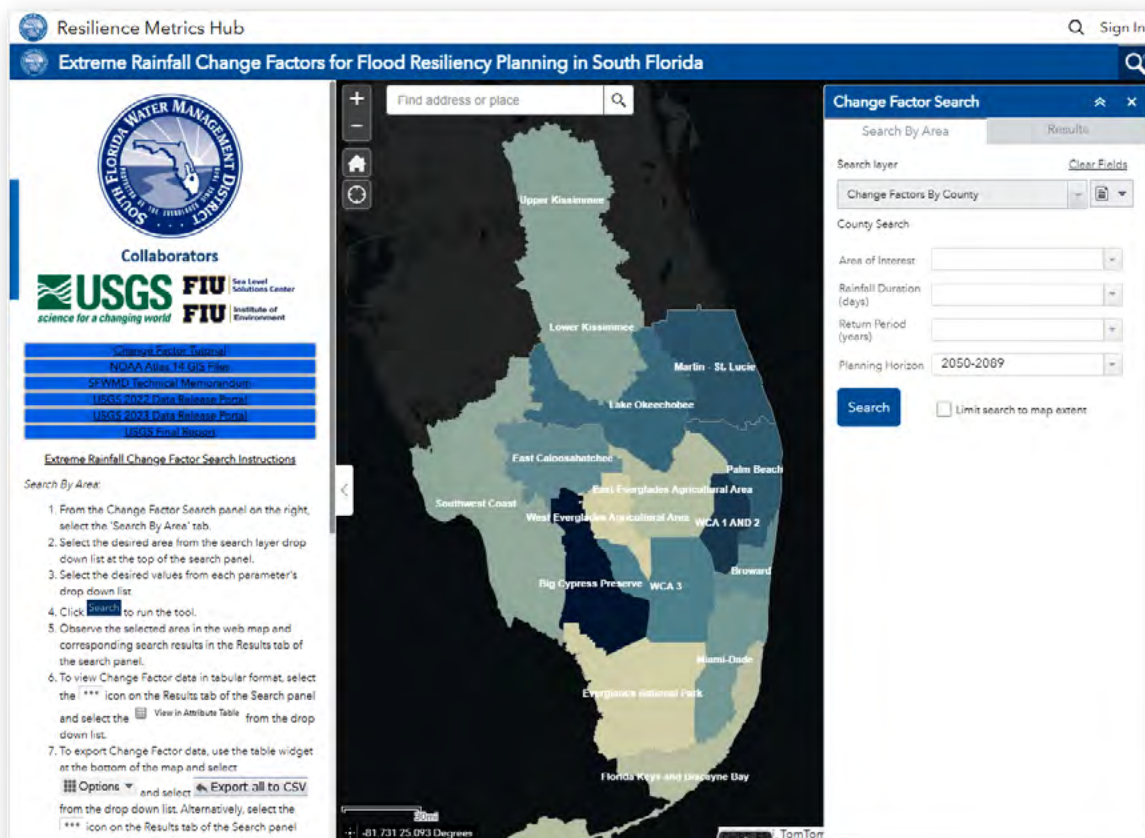 Resilience Metrics Hub
Sign In
Extreme Rainfall Change Factors for Flood Resiliency Planning in South Florida
SOUTH FLORIDA WATER MANAGEMENT DISTRICT
Collaborators
USGS
science for a changing world
FIU Sea Level Solutions Center
FIU Institute of Environment
Change Factor Tutorial
NOAA Atlas 14 GIS Files
SFWMD Technical Memorandum
USGS 2022 Data Release Portal
USGS 2023 Data Release Portal
USGS Final Report
Extreme Rainfall Change Factor Search Instructions
Search By Area:
1. From the Change Factor Search panel on the right,
select the 'Search By Area' tab.
2. Select the desired area from the search layer drop
down list at the top of the search panel.
3. Select the desired values from each parameter's
drop down list
4. Click Search to run the tool.
5. Observe the selected area in the web map and
corresponding search results in the Results tab of
the search panel.
6. To view Change Factor data in tabular format, select
the *** icon on the Results tab of the Search panel
and select the View in Attribute Table from the drop
down list.
7. To export Change Factor data, use the table widget
at the bottom of the map and select
Options and select Export all to CSV
from the drop down list. Alternatively, select the
*** icon on the Results tab of the Search panel
+
−
Find address or place
Upper Kissimmee
Lower Kissimmee
Martin - St. Lucie
Lake Okeechobee
East Caloosahatchee
Palm Beach
East Everglades Agricultural Area
Southwest Coast
West Everglades Agricultural Area
WCA 1 AND 2
Broward
Big Cypress Preserve
WCA 3
Miami-Dade
Everglades National Park
Florida Keys and Biscayne Bay
-81.731 25.093 Degrees
TomTom
Change Factor Search
Search By Area
Results
Search layer
Clear Fields
Change Factors By County
County Search
Area of Interest
Rainfall Duration
(days)
Return Period
(years)
Planning Horizon 2050-2089
Search
Limit search to map extent